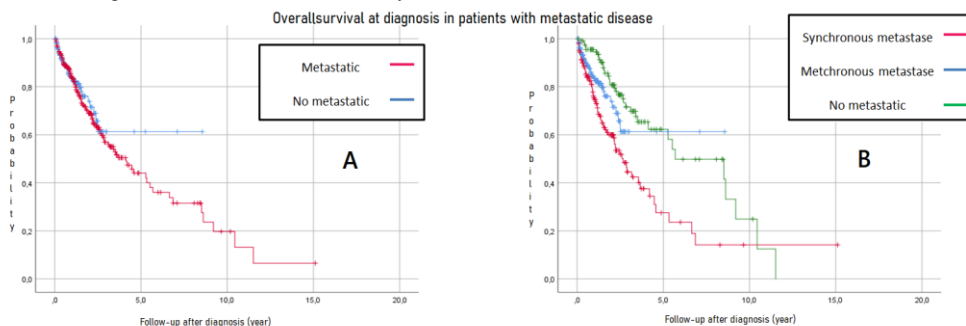 Overallsurvival at diagnosis in patients with metastatic disease
Probability
1,0
0,8
0,6
0,4
0,2
0,0
Metastatic
No metastatic
A
,0
5,0
10,0
15,0
20,0
Follow-up after diagnosis (year)
Probability
1,0
0,8
0,6
0,4
0,2
0,0
Synchronous metastase
Metchronous metastase
No metastatic
B
,0
5,0
10,0
15,0
20,0
Follow-up after diagnosis (year)